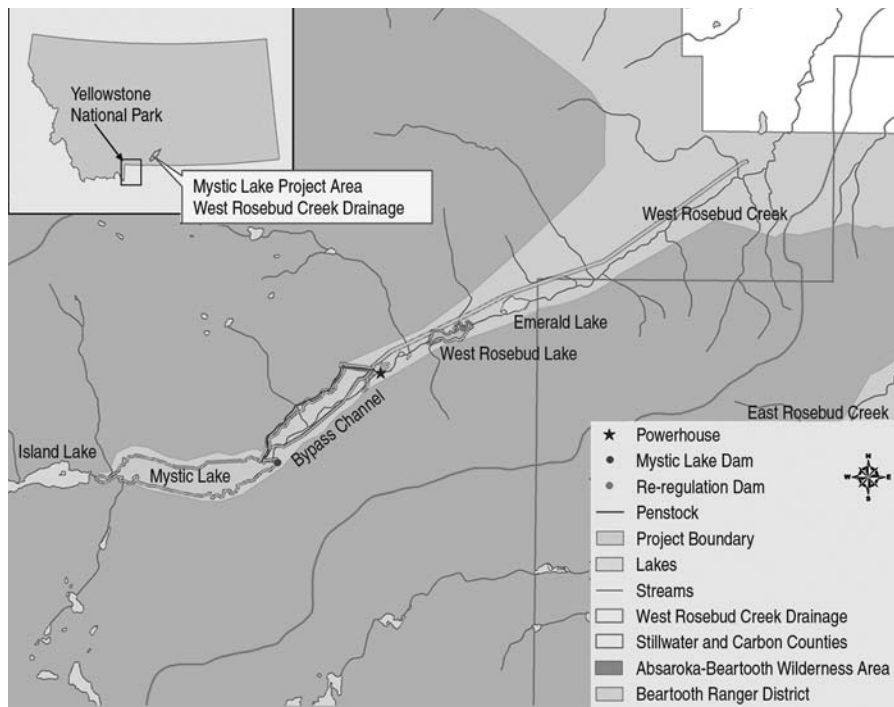 Yellowstone
National Park
Mystic Lake Project Area
West Rosebud Creek Drainage
West Rosebud Creek
Emerald Lake
West Rosebud Lake
Bypass Channel
East Rosebud Creek
Island Lake
Mystic Lake
Powerhouse
Mystic Lake Dam
Re-regulation Dam
Penstock
Project Boundary
Lakes
Streams
West Rosebud Creek Drainage
Stillwater and Carbon Counties
Absaroka-Beartooth Wilderness Area
Beartooth Ranger District
N
W
E
S